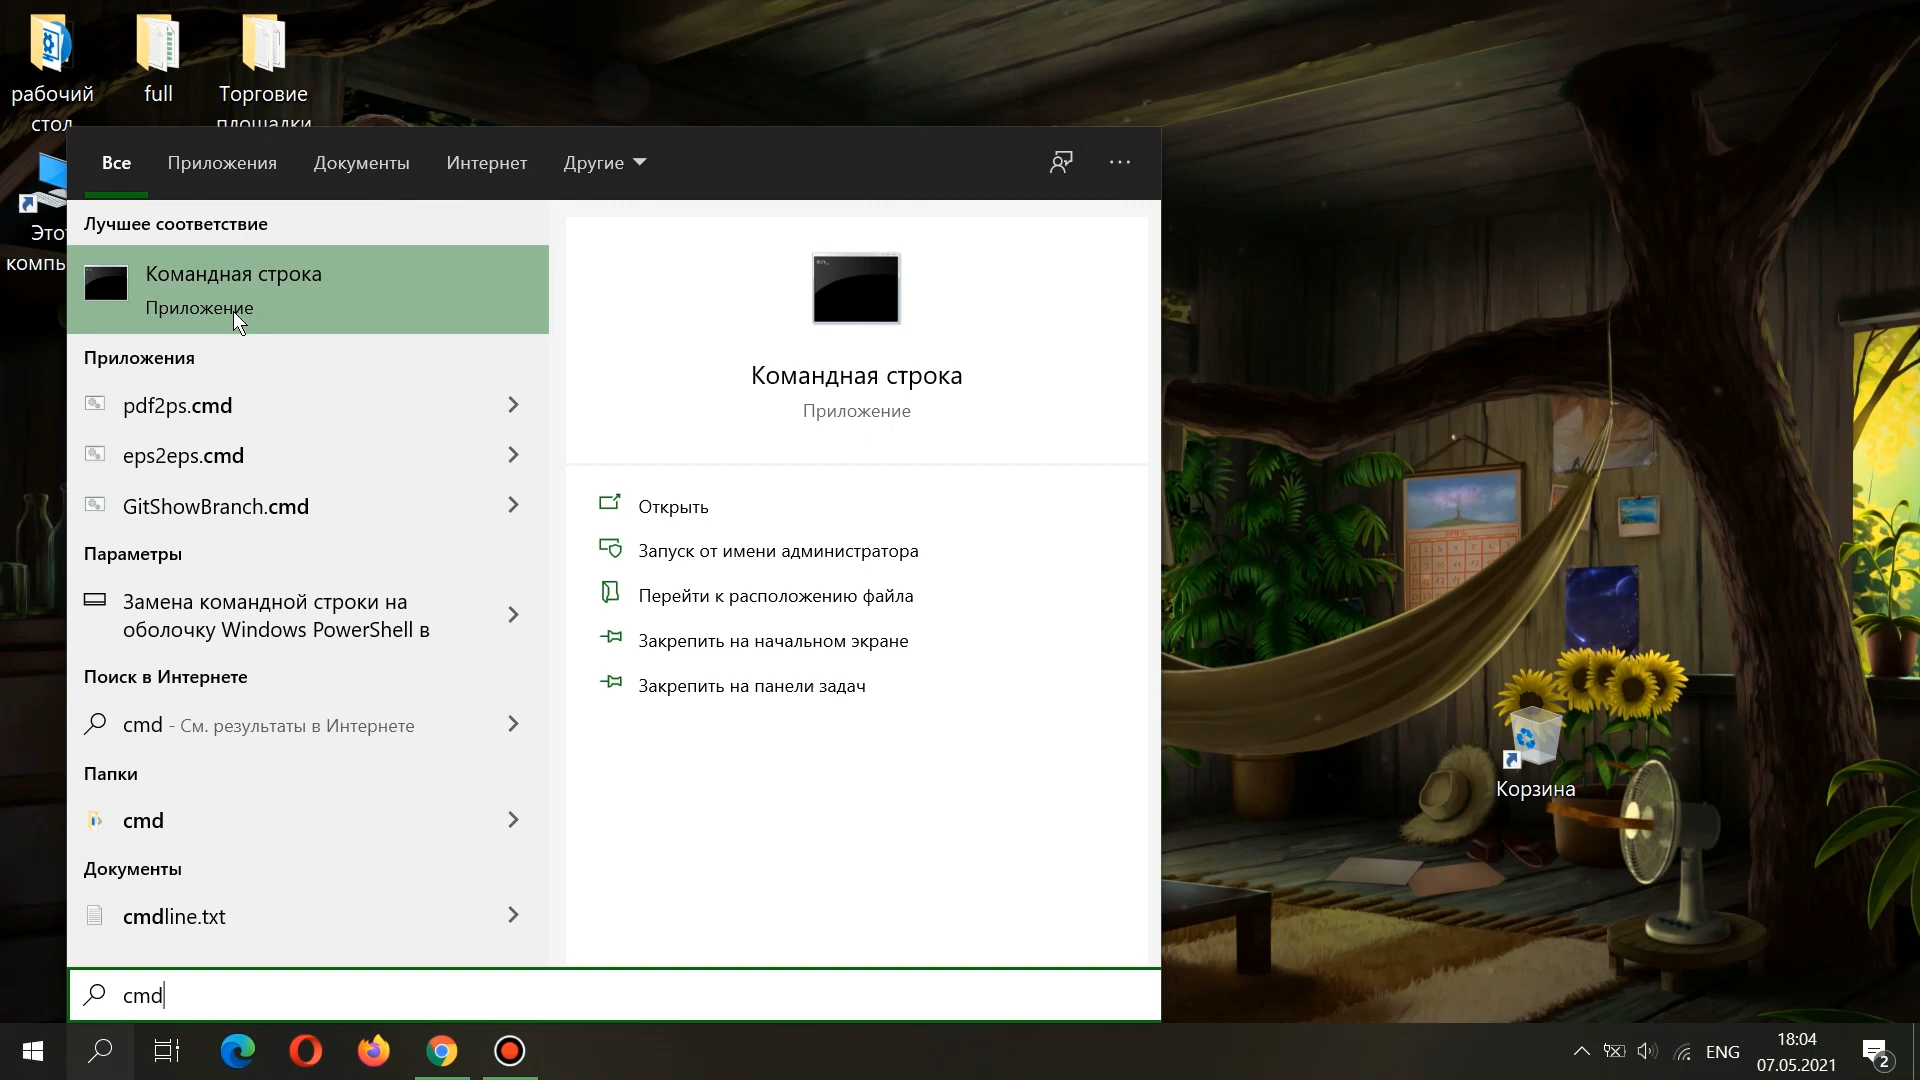 рабочий
стол
full
Торговие
площадки
Этот
компь
Все
Приложения
Документы
Интернет
Другие
Лучшее соответствие
Командная строка
Приложение
Приложения
pdf2ps.cmd
eps2eps.cmd
GitShowBranch.cmd
Параметры
Замена командной строки на
оболочку Windows PowerShell в
Поиск в Интернете
cmd - См. результаты в Интернете
Папки
cmd
Документы
cmdline.txt
Командная строка
Приложение
Открыть
Запуск от имени администратора
Перейти к расположению файла
Закрепить на начальном экране
Закрепить на панели задач
Корзина
cmd
ENG
18:04
07.05.2021
2